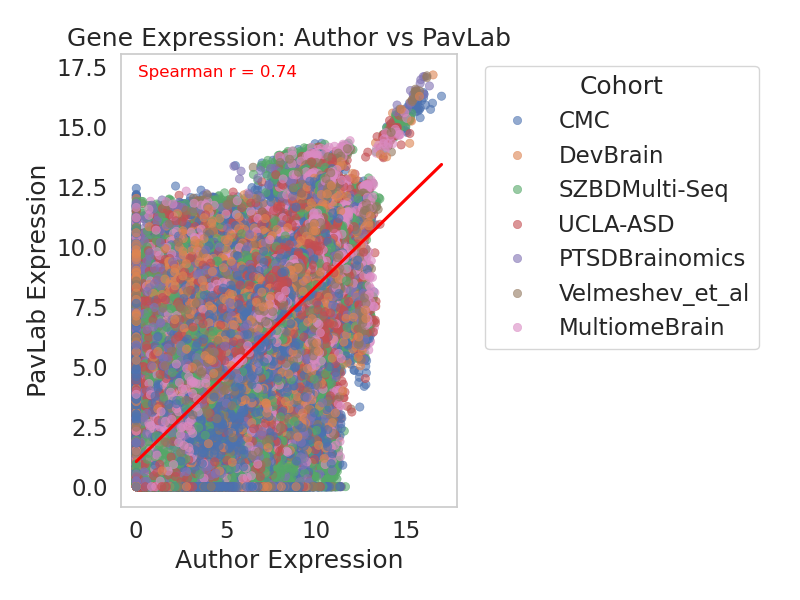 Gene Expression: Author vs PavLab
Spearman r = 0.74
17.5
15.0
12.5
10.0
7.5
5.0
2.5
0.0
PavLab Expression
0 5 10 15
Author Expression
Cohort
CMC
DevBrain
SZBDMulti-Seq
UCLA-ASD
PTSDBrainomics
Velmeshev_et_al
MultiomeBrain